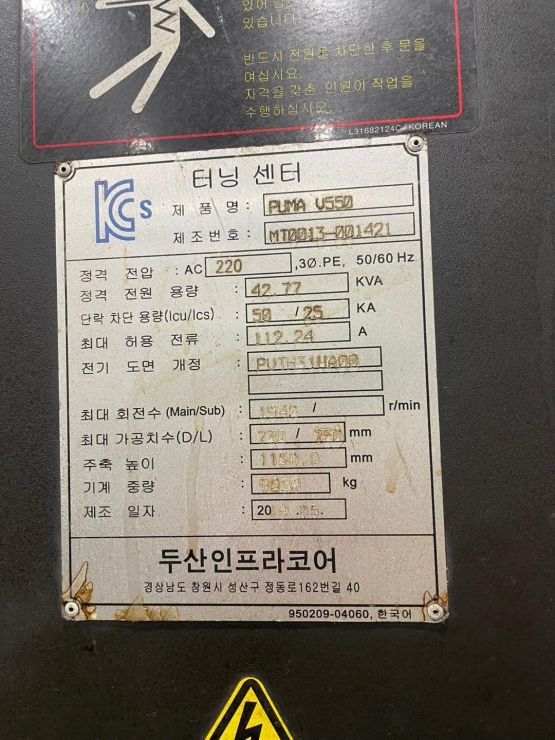 있습니다.
반드시 전원을 차단한 후 문을
여십시요.
자격을 갖춘 인원이 작업을
수행하십시오.
L31682124C / KOREAN
터닝 센터
KCs
제 품 명 : PUMA V550
제조번호 : MT0013-001421
정격 전압 : AC 220 ,3Ø.PE, 50/60 Hz
정격 전원 용량 : 42.77 KVA
단락 차단 용량(Icu/Ics) : 50 / 25 KA
최대 허용 전류 : 112.24 A
전기 도면 개정 :
최대 회전수 (Main/Sub) : / r/min
최대 가공치수(D/L) : / mm
주축 높이 : 1150.0 mm
기계 중량 : kg
제조 일자 :
두산인프라코어
경상남도 창원시 성산구 정동로162번길 40
950209-04060, 한국어